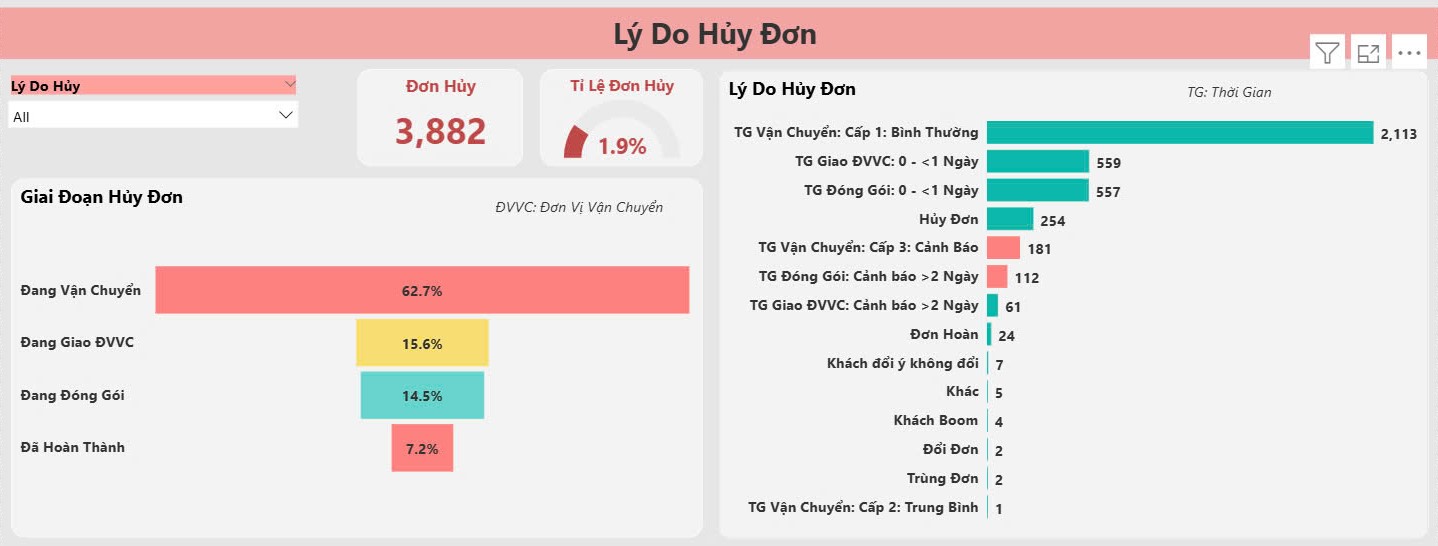 Lý Do Hủy Đơn
Lý Do Hủy
All
Đơn Hủy
3,882
Tỉ Lệ Đơn Hủy
1.9%
Giai Đoạn Hủy Đơn
ĐVVC: Đơn Vị Vận Chuyển
Đang Vận Chuyển 62.7%
Đang Giao ĐVVC 15.6%
Đang Đóng Gói 14.5%
Đã Hoàn Thành 7.2%
Lý Do Hủy Đơn
TG: Thời Gian
TG Vận Chuyển: Cấp 1: Bình Thường 2,113
TG Giao ĐVVC: 0 - <1 Ngày 559
TG Đóng Gói: 0 - <1 Ngày 557
Hủy Đơn 254
TG Vận Chuyển: Cấp 3: Cảnh Báo 181
TG Đóng Gói: Cảnh báo >2 Ngày 112
TG Giao ĐVVC: Cảnh báo >2 Ngày 61
Đơn Hoàn 24
Khách đổi ý không đổi 7
Khác 5
Khách Boom 4
Đổi Đơn 2
Trùng Đơn 2
TG Vận Chuyển: Cấp 2: Trung Bình 1